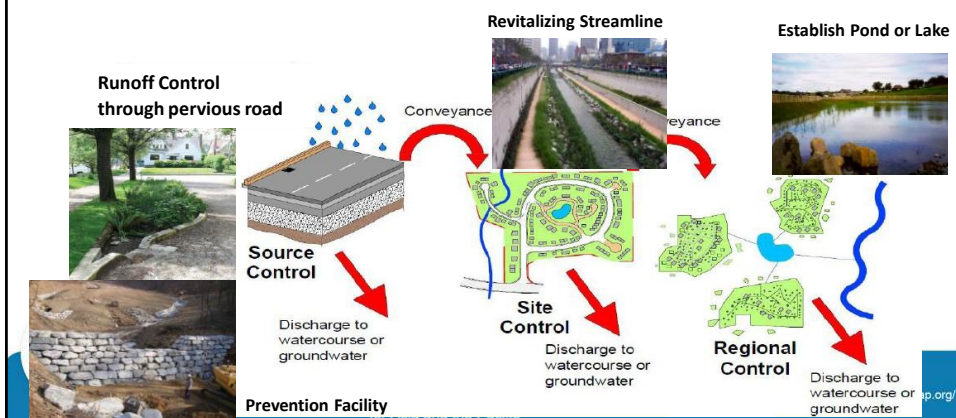 Revitalizing Streamline
Establish Pond or Lake
Runoff Control
through pervious road
Conveyance
veyance
Source
Control
Site
Control
Regional
Control
Discharge to
watercourse or
groundwater
Discharge to
watercourse or
groundwater
Discharge to
watercourse or
groundwater
Prevention Facility
ap.org/